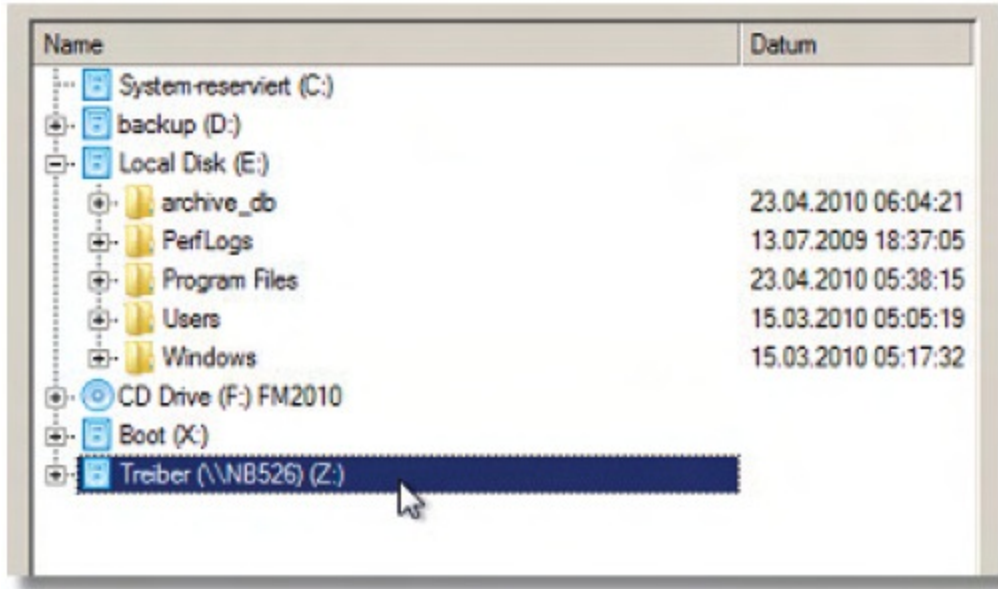 Name Datum
System-reserviert (C:)
backup (D:)
Local Disk (E:)
archive_db 23.04.2010 06:04:21
PerfLogs 13.07.2009 18:37:05
Program Files 23.04.2010 05:38:15
Users 15.03.2010 05:05:19
Windows 15.03.2010 05:17:32
CD Drive (F:) FM2010
Boot (X:)
Treiber (\\NB526) (Z:)